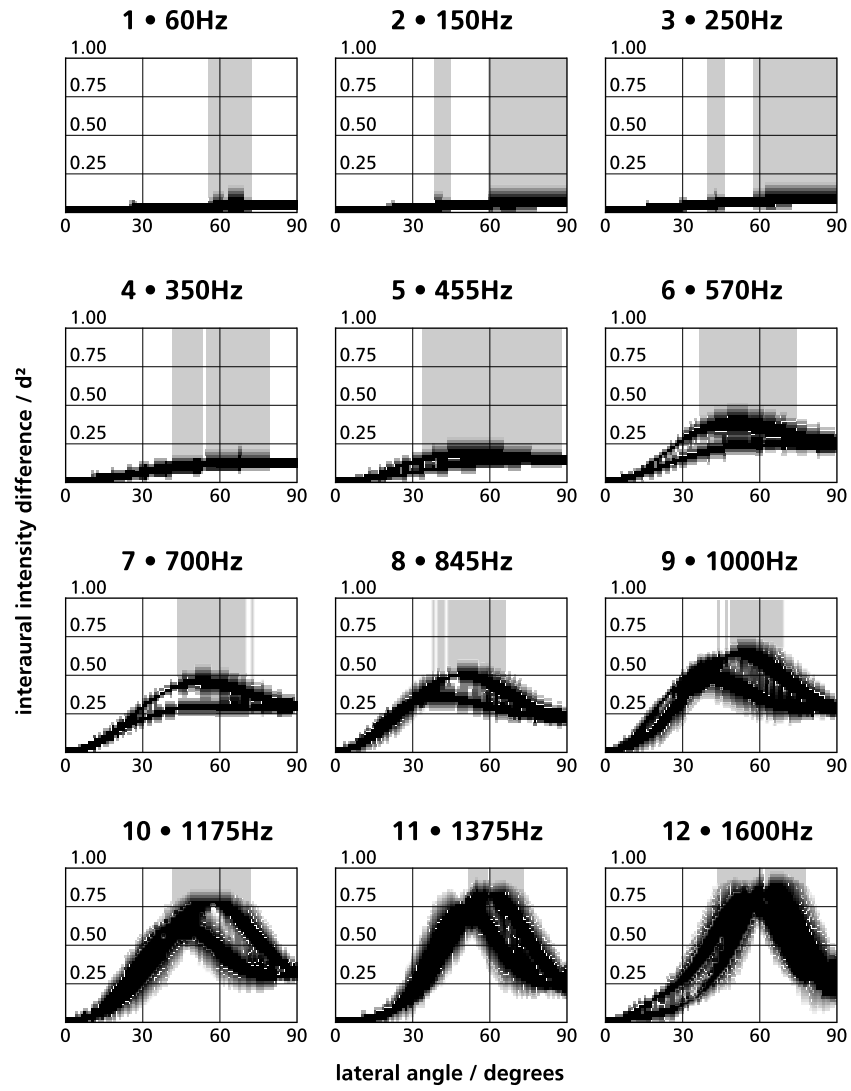 1 • 60Hz
2 • 150Hz
3 • 250Hz
1.00
1.00
1.00
0.75
0.75
0.75
0.50
0.50
0.50
0.25
0.25
0.25
0 30 60 90
0 30 60 90
0 30 60 90
4 • 350Hz
5 • 455Hz
6 • 570Hz
1.00
1.00
1.00
0.75
0.75
0.75
0.50
0.50
0.50
0.25
0.25
0.25
0 30 60 90
0 30 60 90
0 30 60 90
interaural intensity difference / d²
7 • 700Hz
8 • 845Hz
9 • 1000Hz
1.00
1.00
1.00
0.75
0.75
0.75
0.50
0.50
0.50
0.25
0.25
0.25
0 30 60 90
0 30 60 90
0 30 60 90
10 • 1175Hz
11 • 1375Hz
12 • 1600Hz
1.00
1.00
1.00
0.75
0.75
0.75
0.50
0.50
0.50
0.25
0.25
0.25
0 30 60 90
0 30 60 90
0 30 60 90
lateral angle / degrees